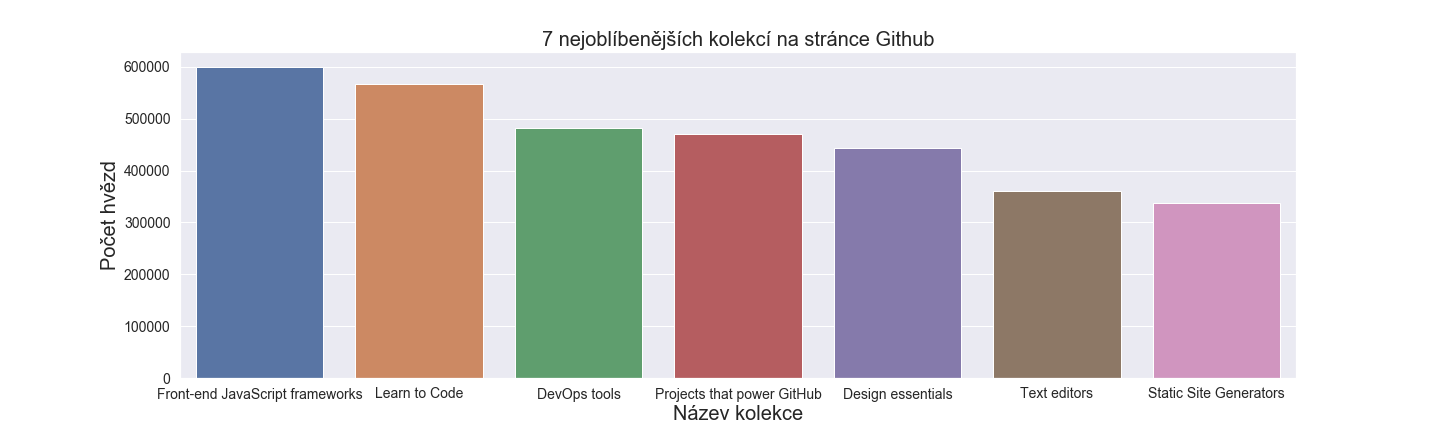 7 nejoblíbenějších kolekcí na stránce Github
600000
500000
400000
300000
200000
100000
0
Počet hvězd
Front-end JavaScript frameworks
Learn to Code
DevOps tools
Projects that power GitHub
Design essentials
Text editors
Static Site Generators
Název kolekce